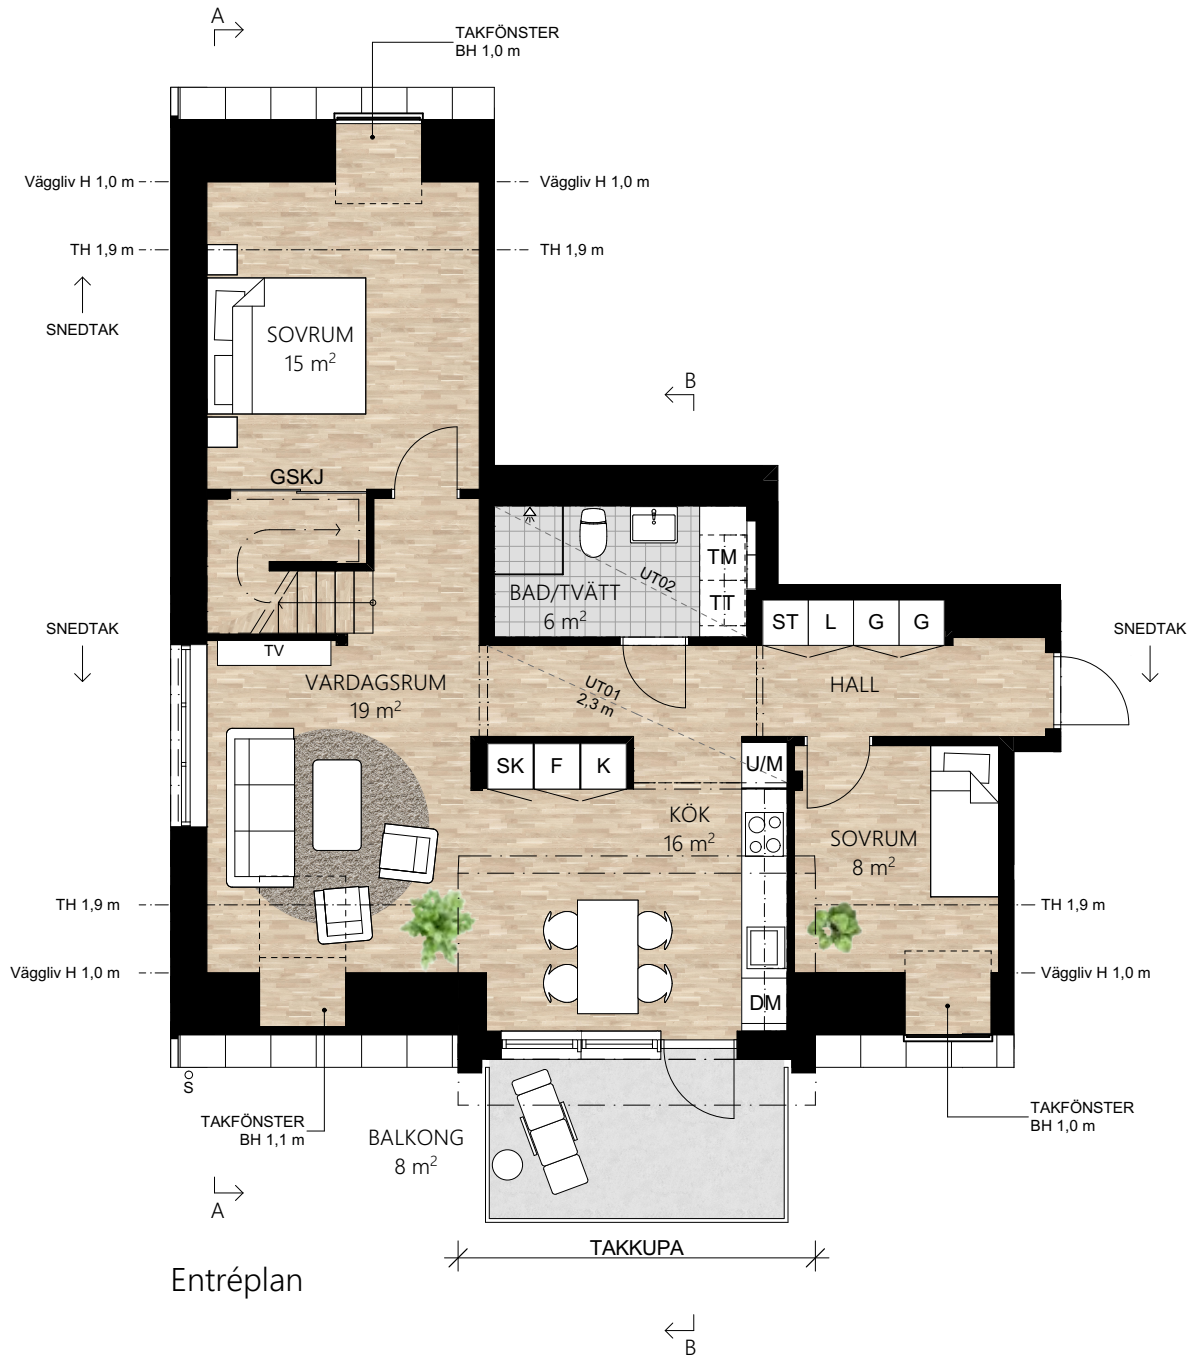 A
TAKFÖNSTER
BH 1,0 m
Väggliv H 1,0 m
Väggliv H 1,0 m
TH 1,9 m
TH 1,9 m
SNEDTAK
SOVRUM
15 m²
B
GSKJ
TM
UT02
BAD/TVÄTT
6 m²
TT
ST
L
G
G
SNEDTAK
SNEDTAK
TV
VARDAGSRUM
19 m²
UT01
2,3 m
HALL
SK
F
K
U/M
KÖK
16 m²
SOVRUM
8 m²
TH 1,9 m
TH 1,9 m
Väggliv H 1,0 m
Väggliv H 1,0 m
DM
S
TAKFÖNSTER
BH 1,1 m
TAKFÖNSTER
BH 1,0 m
BALKONG
8 m²
A
TAKKUPA
Entréplan
B